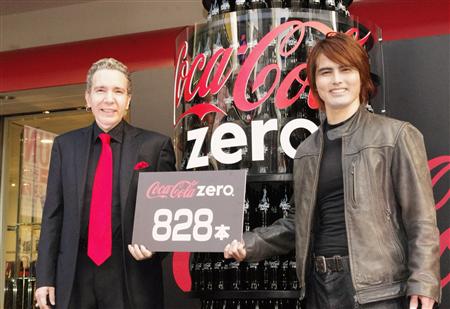 Coca-Cola
zero
Coca-Cola zero.
828本